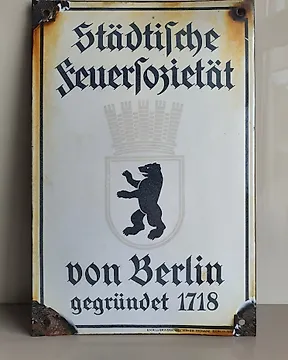 Städtiſche
Feuerſozietät
von Berlin
gegründet 1718